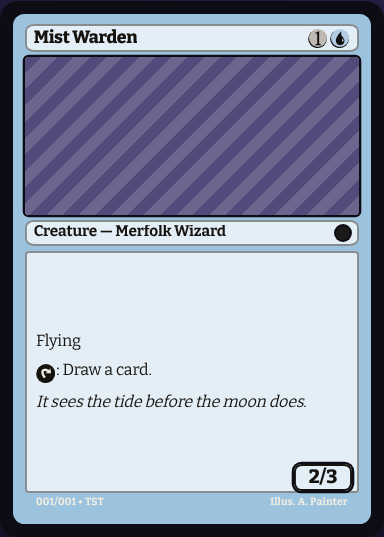 Mist Warden 1
Creature — Merfolk Wizard
Flying
: Draw a card.
It sees the tide before the moon does.
2/3
001/001 • TST Illus. A. Painter